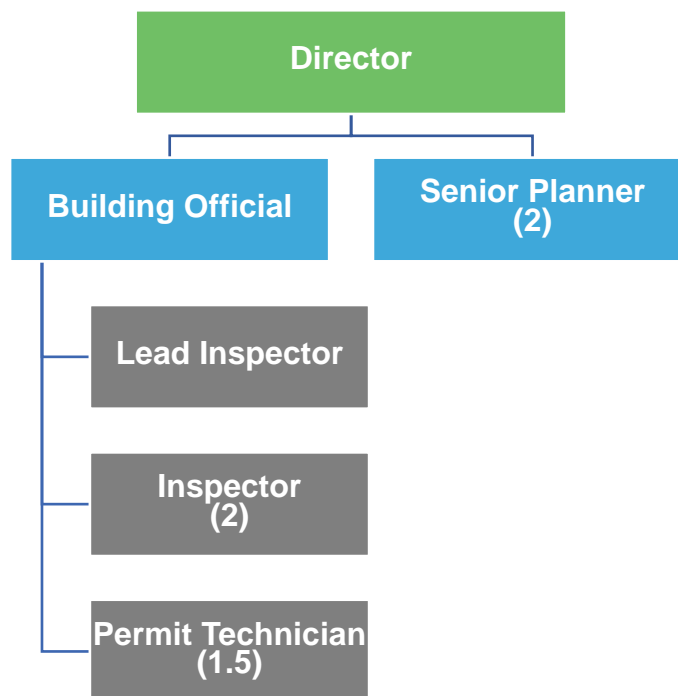 Director
Building Official
Senior Planner
(2)
Lead Inspector
Inspector
(2)
Permit Technician
(1.5)